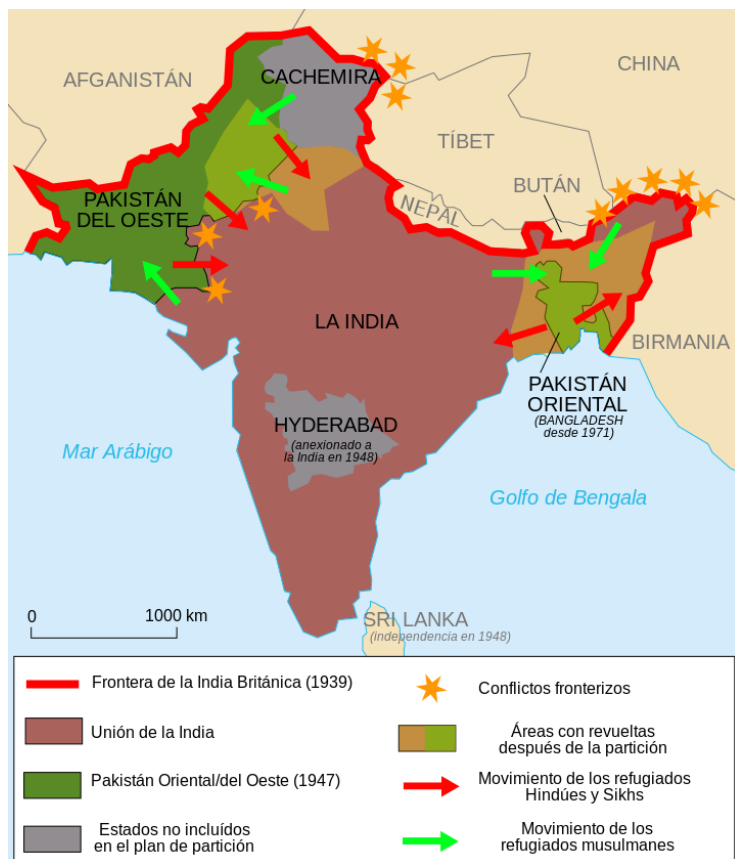 AFGANISTÁN
CACHEMIRA
CHINA
TÍBET
PAKISTÁN
DEL OESTE
NEPAL
BUTÁN
LA INDIA
BIRMANIA
PAKISTÁN
ORIENTAL
(BANGLADESH
desde 1971)
HYDERABAD
(anexionado a
la India en 1948)
Mar Arábigo
Golfo de Bengala
0 1000 km
SRI LANKA
(independencia en 1948)
Frontera de la India Británica (1939)
Unión de la India
Pakistán Oriental/del Oeste (1947)
Estados no incluídos
en el plan de partición
Conflictos fronterizos
Áreas con revueltas
después de la partición
Movimiento de los refugiados
Hindúes y Sikhs
Movimiento de los
refugiados musulmanes